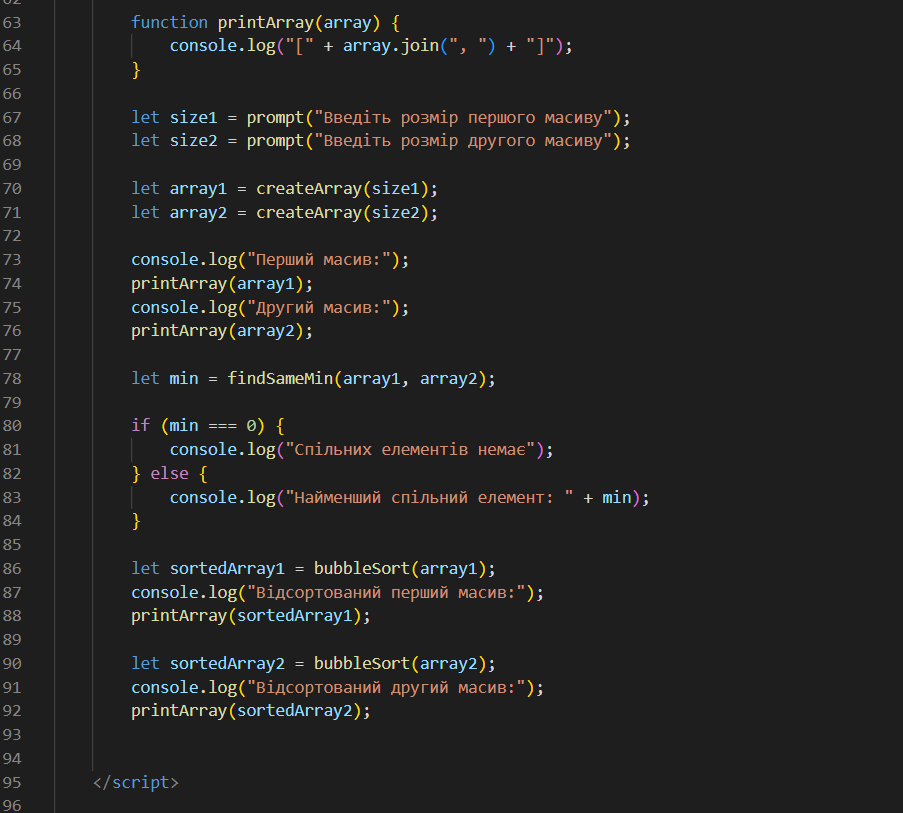 62
63 function printArray(array) {
64 console.log("[" + array.join(", ") + "]");
65 }
66
67 let size1 = prompt("Введіть розмір першого масиву");
68 let size2 = prompt("Введіть розмір другого масиву");
69
70 let array1 = createArray(size1);
71 let array2 = createArray(size2);
72
73 console.log("Перший масив:");
74 printArray(array1);
75 console.log("Другий масив:");
76 printArray(array2);
77
78 let min = findSameMin(array1, array2);
79
80 if (min === 0) {
81 console.log("Спільних елементів немає");
82 } else {
83 console.log("Найменший спільний елемент: " + min);
84 }
85
86 let sortedArray1 = bubbleSort(array1);
87 console.log("Відсортований перший масив:");
88 printArray(sortedArray1);
89
90 let sortedArray2 = bubbleSort(array2);
91 console.log("Відсортований другий масив:");
92 printArray(sortedArray2);
93
94
95 </script>
96